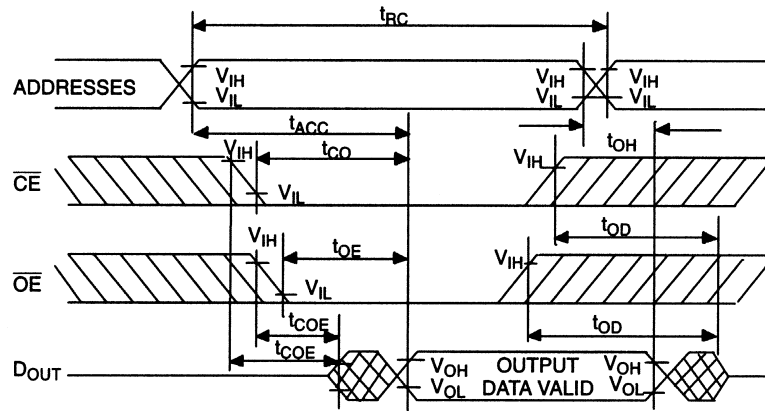 tRC
ADDRESSES
VIH
VIL
VIH
VIL
VIH
VIL
tACC
tOH
CE
VIH
tCO
VIL
VIH
tOD
OE
VIH
tOE
VIL
VIH
tCOE
tOD
tCOE
DOUT
VOH
VOL
OUTPUT
DATA VALID
VOH
VOL